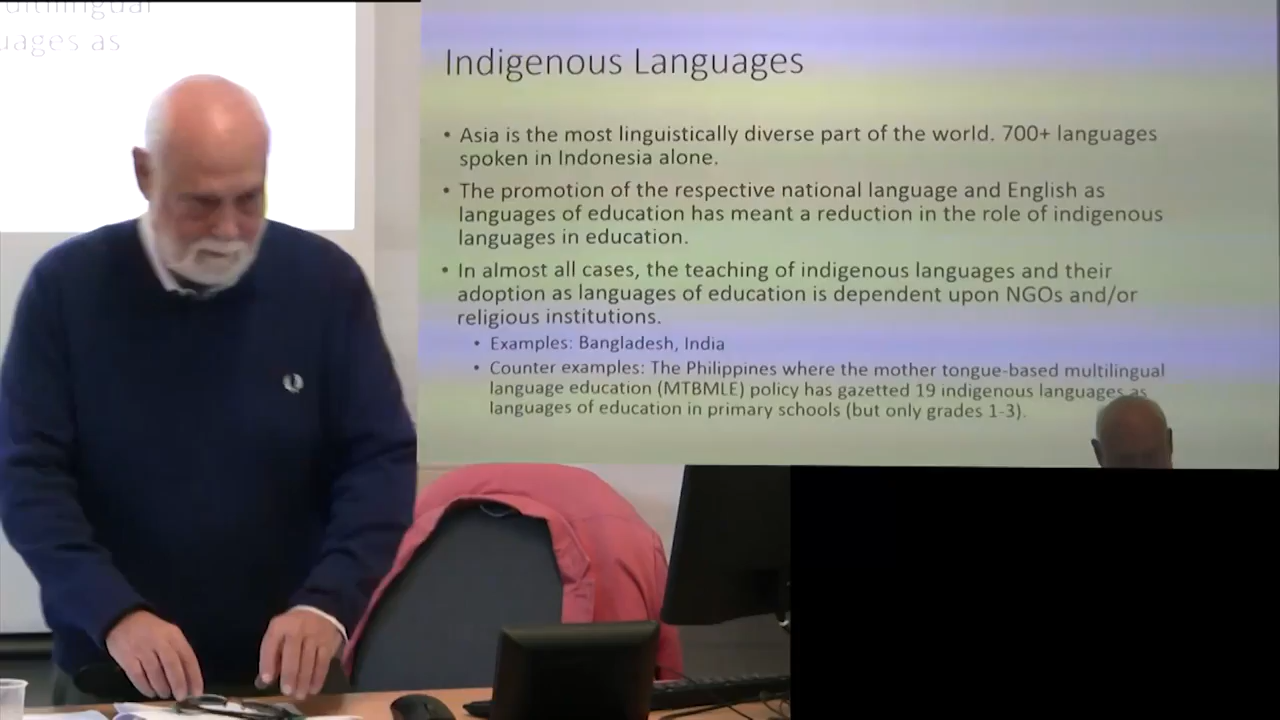 multilingual
uages as
Indigenous Languages
• Asia is the most linguistically diverse part of the world. 700+ languages
spoken in Indonesia alone.
• The promotion of the respective national language and English as
languages of education has meant a reduction in the role of indigenous
languages in education.
• In almost all cases, the teaching of indigenous languages and their
adoption as languages of education is dependent upon NGOs and/or
religious institutions.
• Examples: Bangladesh, India
• Counter examples: The Philippines where the mother tongue-based multilingual
language education (MTBMLE) policy has gazetted 19 indigenous languages as
languages of education in primary schools (but only grades 1-3).